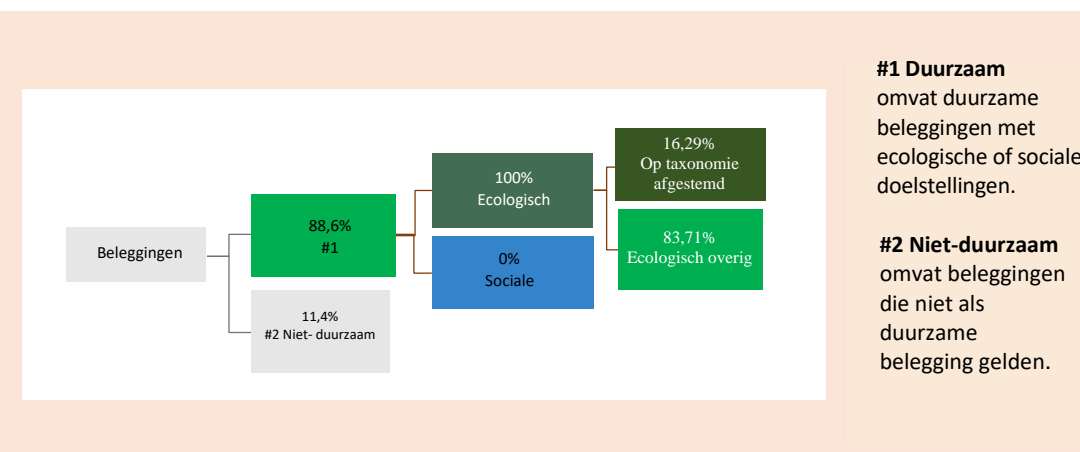 Beleggingen
88,6%
#1
11,4%
#2 Niet- duurzaam
100%
Ecologisch
0%
Sociale
16,29%
Op taxonomie
afgestemd
83,71%
Ecologisch overig
#1 Duurzaam
omvat duurzame
beleggingen met
ecologische of sociale
doelstellingen.
#2 Niet-duurzaam
omvat beleggingen
die niet als
duurzame
belegging gelden.